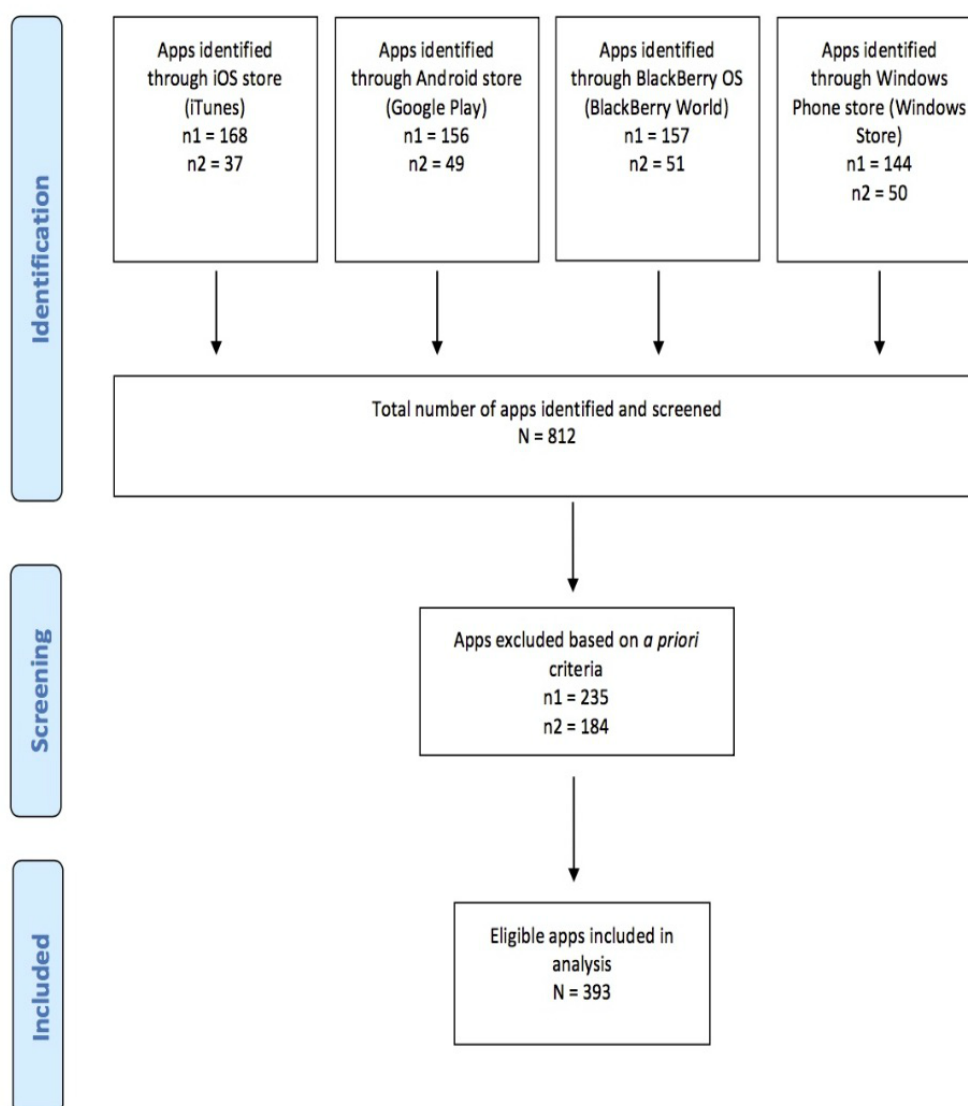 Identification
Apps identified
through iOS store
(iTunes)
n1 = 168
n2 = 37
Apps identified
through Android store
(Google Play)
n1 = 156
n2 = 49
Apps identified
through BlackBerry OS
(BlackBerry World)
n1 = 157
n2 = 51
Apps identified
through Windows
Phone store (Windows
Store)
n1 = 144
n2 = 50
Total number of apps identified and screened
N = 812
Screening
Apps excluded based on a priori
criteria
n1 = 235
n2 = 184
Included
Eligible apps included in
analysis
N = 393